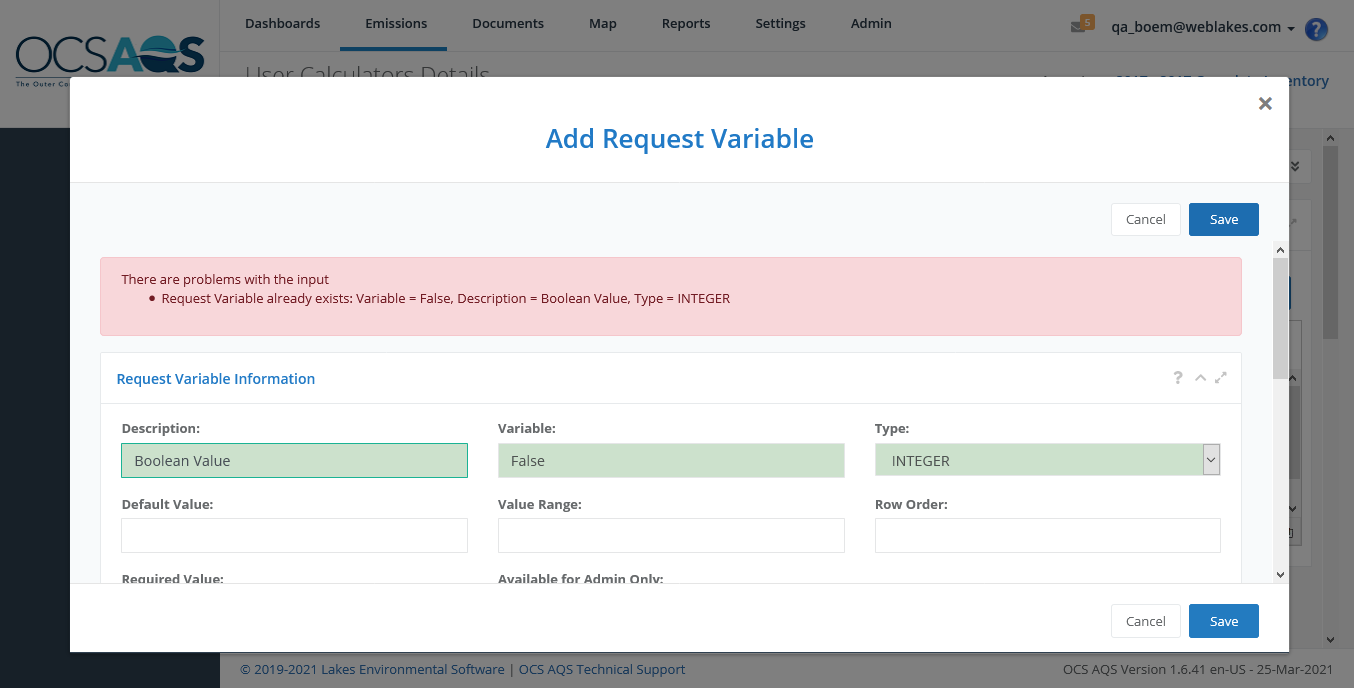 Dashboards Emissions Documents Map Reports Settings Admin
5 qa_boem@weblakes.com ?
OCSAQS
The Outer Co
User Calculators Details
entory
Add Request Variable
Cancel Save
There are problems with the input
• Request Variable already exists: Variable = False, Description = Boolean Value, Type = INTEGER
Request Variable Information ?
Description: Variable: Type:
Boolean Value False INTEGER
Default Value: Value Range: Row Order:
Required Value: Available for Admin Only:
Cancel Save
© 2019-2021 Lakes Environmental Software | OCS AQS Technical Support OCS AQS Version 1.6.41 en-US - 25-Mar-2021